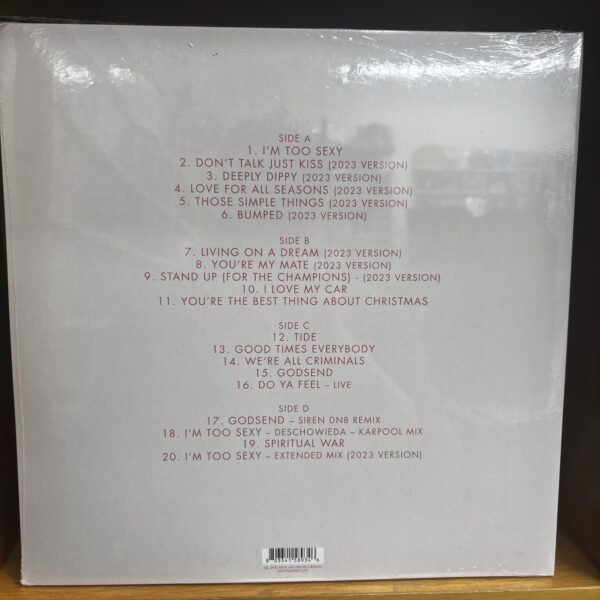 SIDE A
1. I'M TOO SEXY
2. DON'T TALK JUST KISS (2023 VERSION)
3. DEEPLY DIPPY (2023 VERSION)
4. LOVE FOR ALL SEASONS (2023 VERSION)
5. THOSE SIMPLE THINGS (2023 VERSION)
6. BUMPED (2023 VERSION)
SIDE B
7. LIVING ON A DREAM (2023 VERSION)
8. YOU'RE MY MATE (2023 VERSION)
9. STAND UP (FOR THE CHAMPIONS) - (2023 VERSION)
10. I LOVE MY CAR
11. YOU'RE THE BEST THING ABOUT CHRISTMAS
SIDE C
12. TIDE
13. GOOD TIMES EVERYBODY
14. WE'RE ALL CRIMINALS
15. GODSEND
16. DO YA FEEL – LIVE
SIDE D
17. GODSEND – SIREN DNB REMIX
18. I'M TOO SEXY – DESCHOWIEDA – KARPOOL MIX
19. SPIRITUAL WAR
20. I'M TOO SEXY – EXTENDED MIX (2023 VERSION)